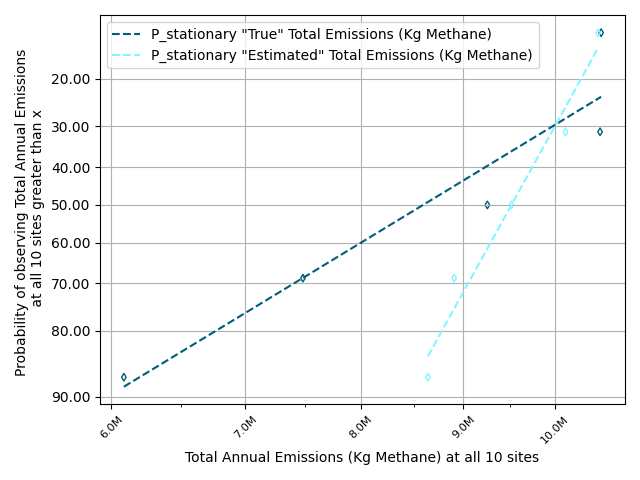 P_stationary "True" Total Emissions (Kg Methane)
P_stationary "Estimated" Total Emissions (Kg Methane)
Probability of observing Total Annual Emissions
at all 10 sites greater than x
20.00
30.00
40.00
50.00
60.00
70.00
80.00
90.00
6.0M
7.0M
8.0M
9.0M
10.0M
Total Annual Emissions (Kg Methane) at all 10 sites